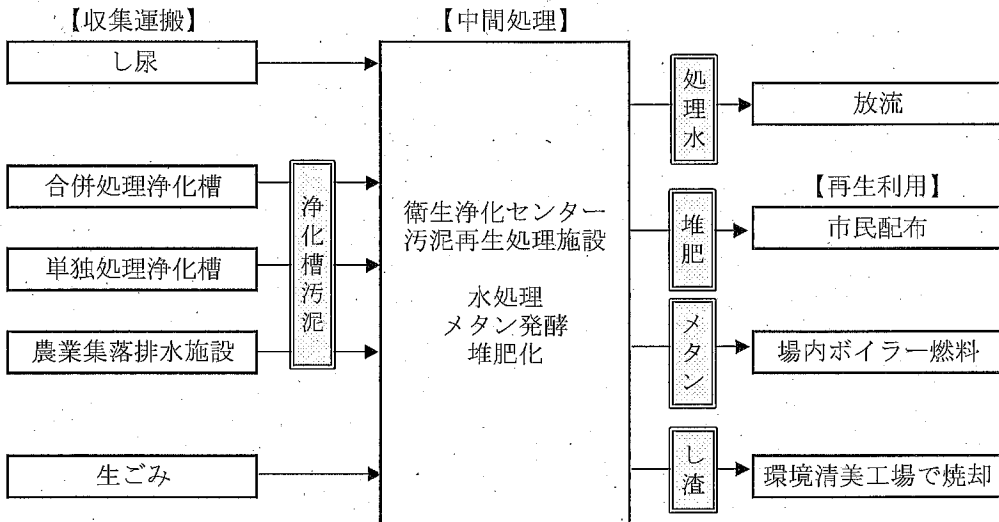 【収集運搬】
【中間処理】
し尿
合併処理浄化槽
単独処理浄化槽
農業集落排水施設
生ごみ
浄化槽汚泥
衛生浄化センター
汚泥再生処理施設
水処理
メタン発酵
堆肥化
処理水
放流
【再生利用】
堆肥
市民配布
メタン
場内ボイラー燃料
し渣
環境清美工場で焼却